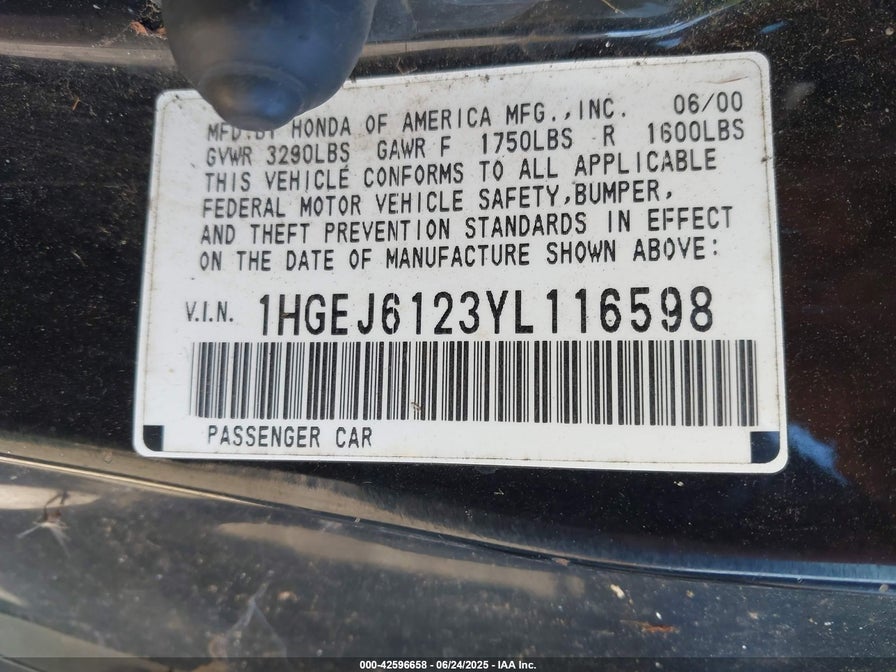 MFD.BY HONDA OF AMERICA MFG.,INC. 06/00
GVWR 3290LBS GAWR F 1750LBS R 1600LBS
THIS VEHICLE CONFORMS TO ALL APPLICABLE
FEDERAL MOTOR VEHICLE SAFETY,BUMPER,
AND THEFT PREVENTION STANDARDS IN EFFECT
ON THE DATE OF MANUFACTURE SHOWN ABOVE:
V.I.N. 1HGEJ6123YL116598
PASSENGER CAR
000-42596658 - 06/24/2025 - IAA Inc.